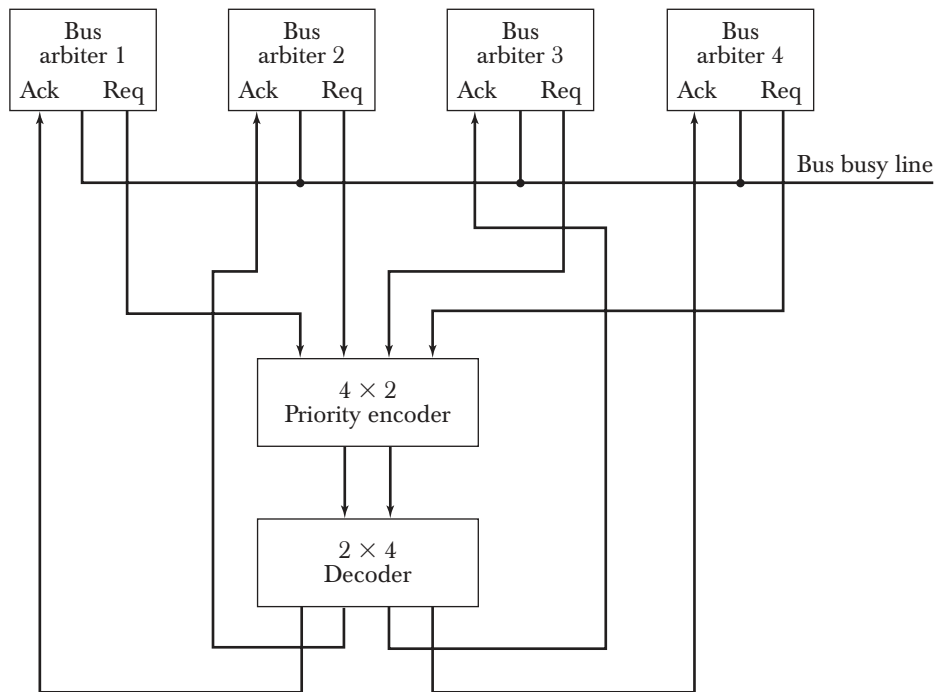 Bus
arbiter 1
Ack Req
Bus
arbiter 2
Ack Req
Bus
arbiter 3
Ack Req
Bus
arbiter 4
Ack Req
Bus busy line
4 × 2
Priority encoder
2 × 4
Decoder